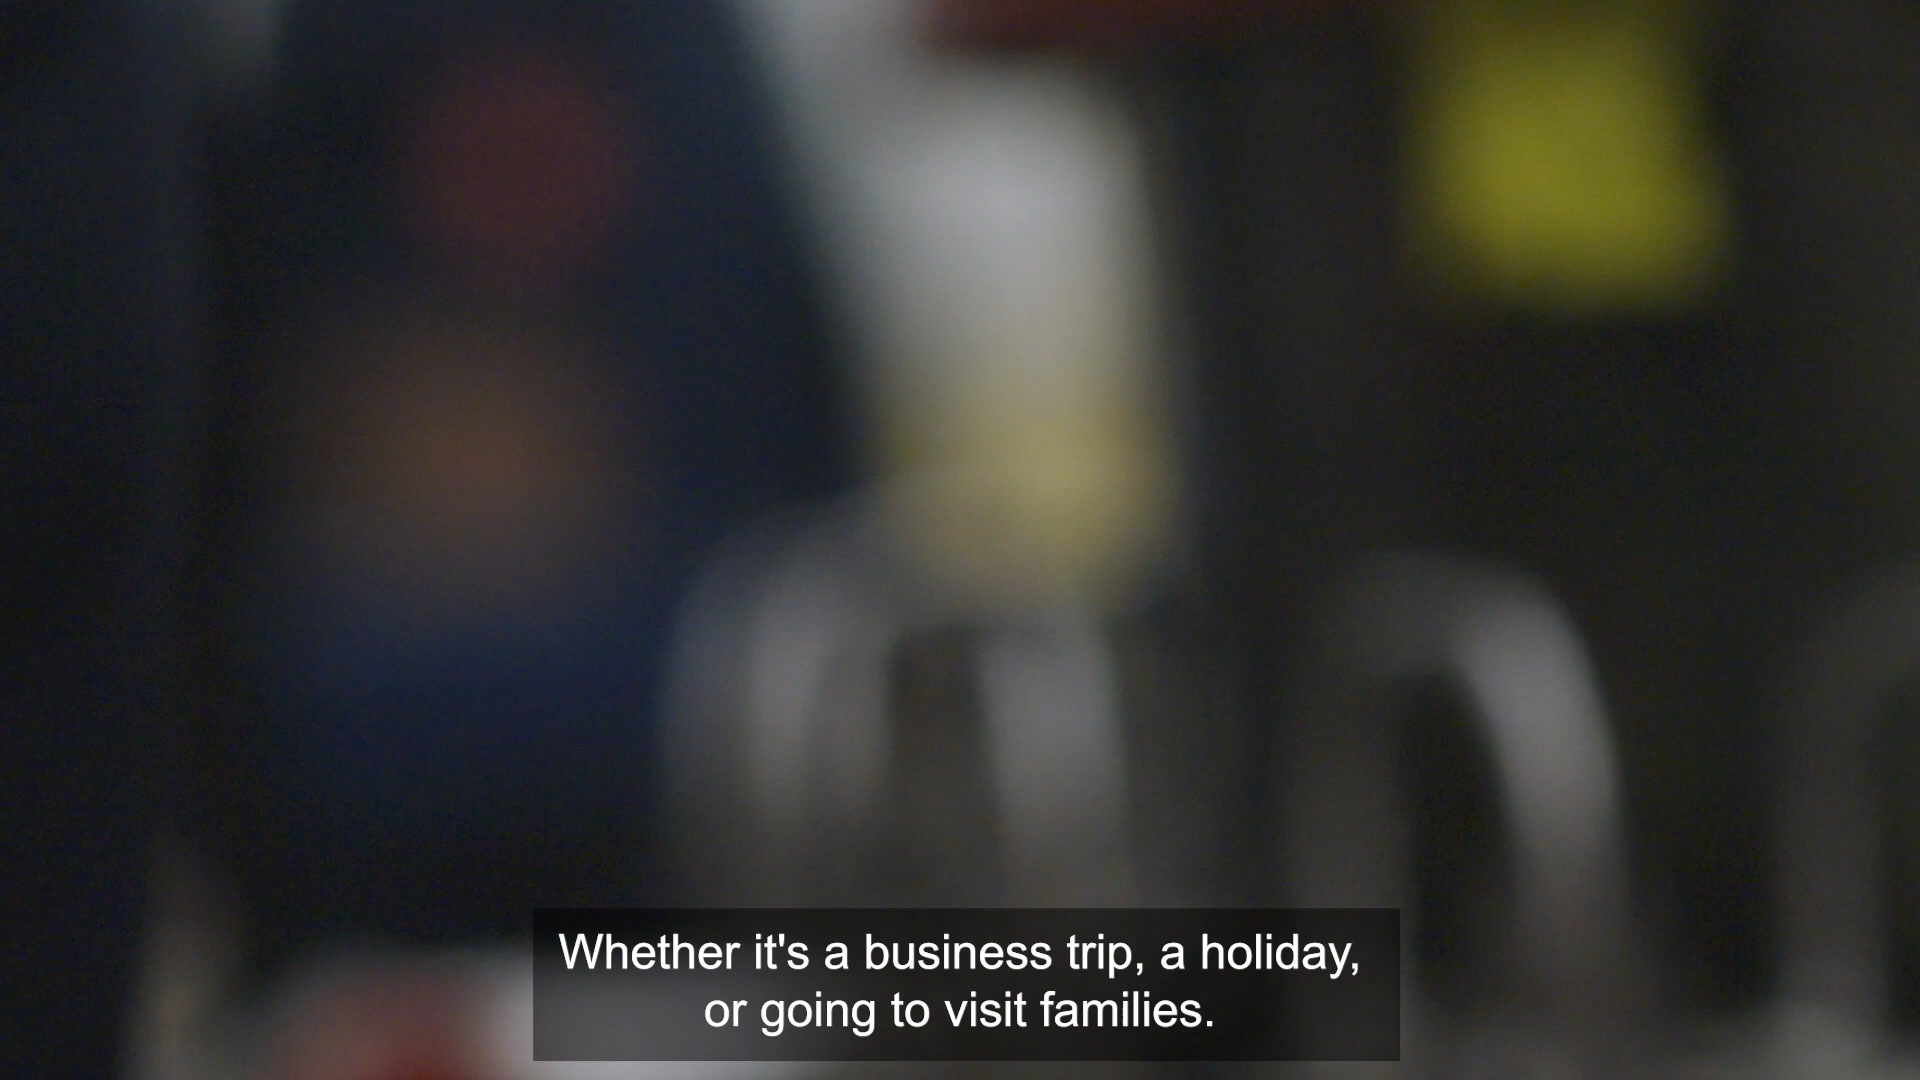 Whether it's a business trip, a holiday,
or going to visit families.